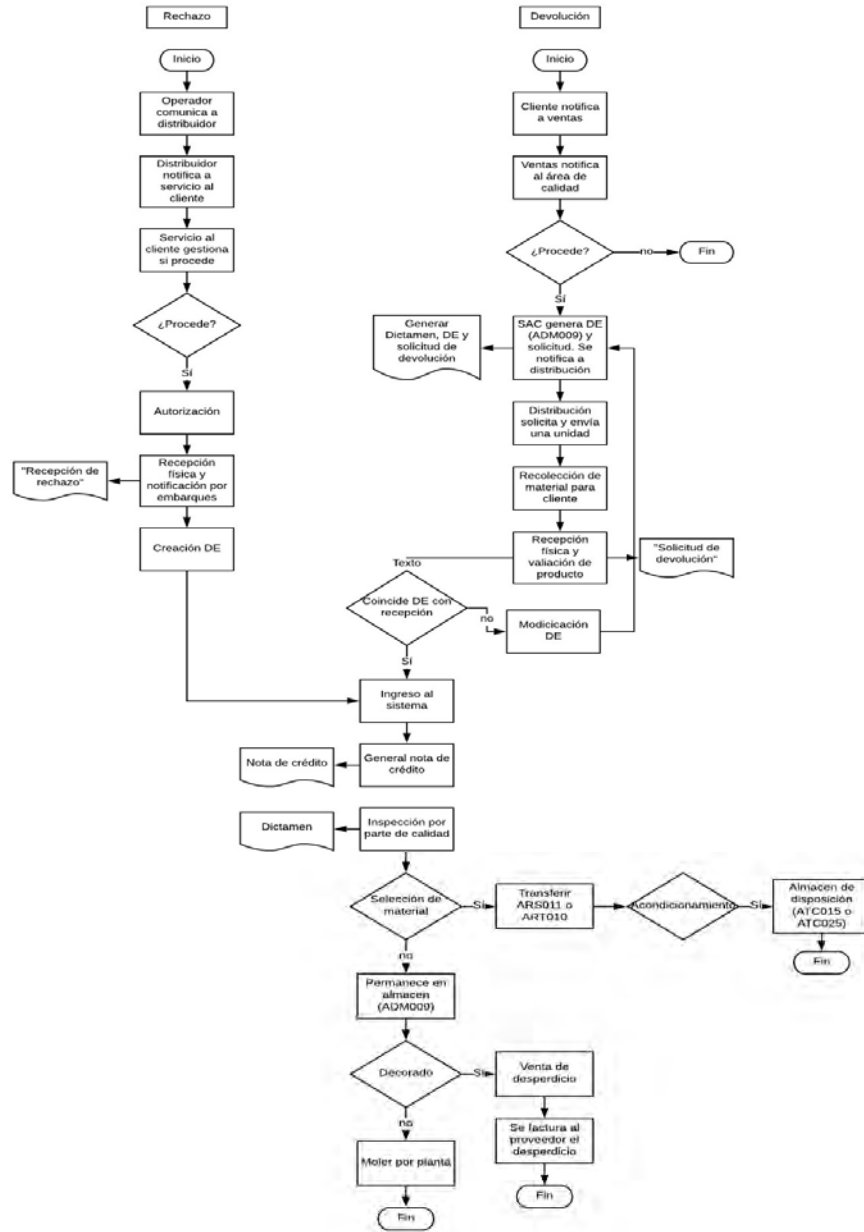 Rechazo
Inicio
Operador
comunica a
distribuidor
Distribuidor
notifica a
servicio al
cliente
Servicio al
cliente gestiona
si procede
¿Procede?
Sí
Autorización
Recepción
física y
notificación por
embarques
"Recepción de
rechazo"
Creación DE
Devolución
Inicio
Cliente notifica
a ventas
Ventas notifica
al área de
calidad
¿Procede?
no
Fin
Sí
SAC genera DE
(ADM009) y
solicitud. Se
notifica a
distribución
Generar
Dictamen, DE y
solicitud de
devolución
Distribución
solicita y envía
una unidad
Recolección de
material para
cliente
Recepción
física y
valiación de
producto
"Solicitud de
devolución"
Texto
Coincide DE con
recepción
no
Modicicación
DE
Sí
Ingreso al
sistema
General nota de
crédito
Nota de crédito
Inspección por
parte de calidad
Dictamen
Selección de
material
Sí
Transferir
ARS011 o
ART010
Acondicionamiento
Sí
Almacen de
disposición
(ATC015 o
ATC025)
Fin
no
Permanece en
almacen
(ADM009)
Decorado
Si
Venta de
desperdicio
Se factura al
proveedor el
desperdicio
Fin
no
Moler por planta
Fin